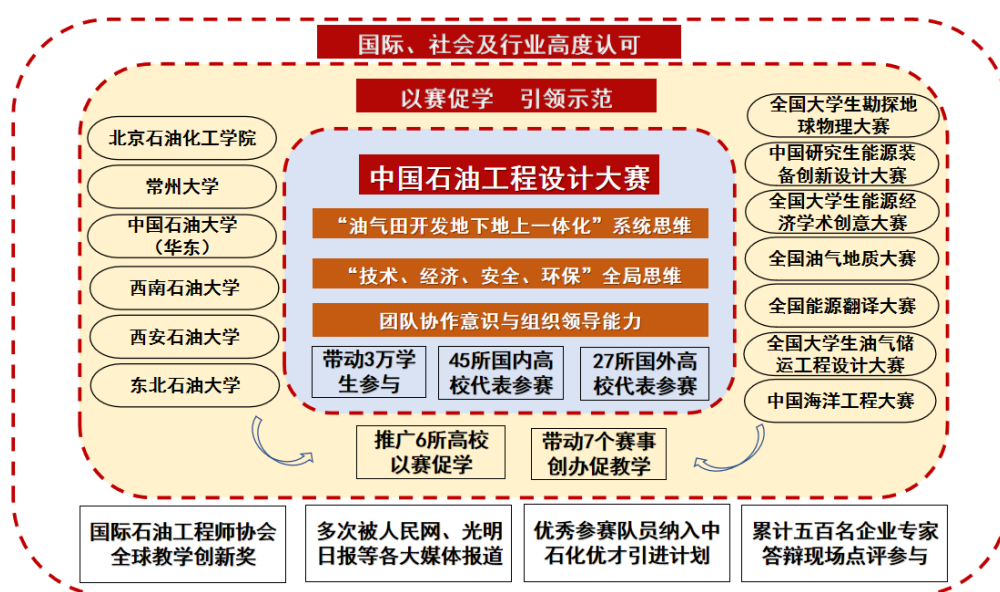 国际、社会及行业高度认可
以赛促学 引领示范
北京石油化工学院
常州大学
中国石油大学
（华东）
西南石油大学
西安石油大学
东北石油大学
中国石油工程设计大赛
“油气田开发地下地上一体化”系统思维
“技术、经济、安全、环保”全局思维
团队协作意识与组织领导能力
带动3万学
生参与
45所国内高
校代表参赛
27所国外高
校代表参赛
全国大学生勘探地
球物理大赛
中国研究生能源装
备创新设计大赛
全国大学生能源经
济学术创意大赛
全国油气地质大赛
全国能源翻译大赛
全国大学生油气储
运工程设计大赛
中国海洋工程大赛
推广6所高校
以赛促学
带动7个赛事
创办促教学
国际石油工程师协会
全球教学创新奖
多次被人民网、光明
日报等各大媒体报道
优秀参赛队员纳入中
石化优才引进计划
累计五百名企业专家
答辩现场点评参与